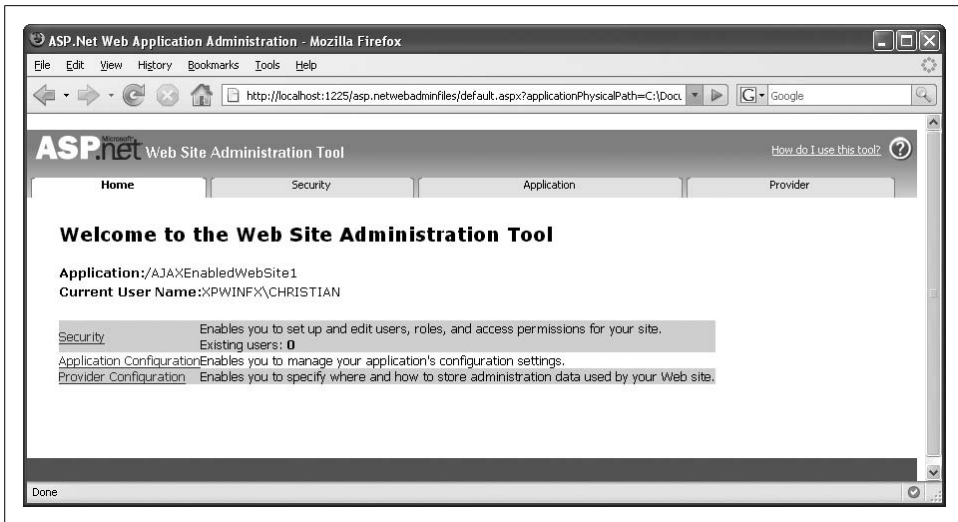 ASP.Net Web Application Administration - Mozilla Firefox
File Edit View History Bookmarks Tools Help
http://localhost:1225/asp.netwebadminfiles/default.aspx?applicationPhysicalPath=C:\Docu
G Google
Microsoft
ASP.net Web Site Administration Tool
How do I use this tool? ?
Home Security Application Provider
Welcome to the Web Site Administration Tool
Application:/AJAXEnabledWebSite1
Current User Name:XPWINFX\CHRISTIAN
Security Enables you to set up and edit users, roles, and access permissions for your site.
Existing users: 0
Application Configuration Enables you to manage your application's configuration settings.
Provider Configuration Enables you to specify where and how to store administration data used by your Web site.
Done